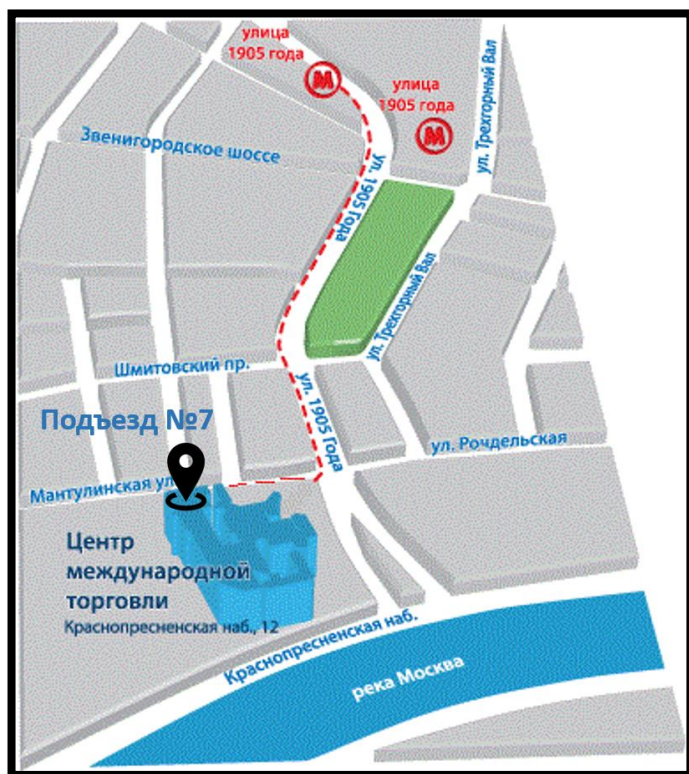 улица
1905 года
М
улица
1905 года
М
ул. Трехгорный Вал
Звенигородское шоссе
ул. 1905 Года
ул. Трехгорный Вал
Шмитовский пр.
ул. 1905 Года
Подъезд №7
ул. Рочдельская
Мантулинская ул
Центр
международной
торговли
Краснопресненская наб., 12
Краснопресненская наб.
река Москва